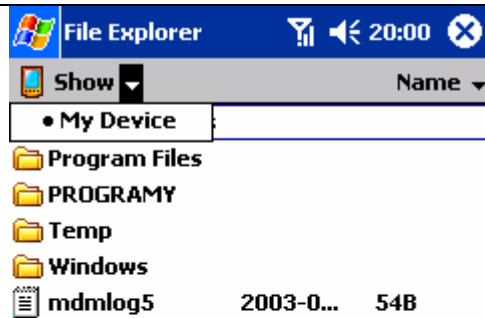 File Explorer 20:00
Show Name
• My Device
Program Files
PROGRAMY
Temp
Windows
mdmlog5 2003-0... 54B